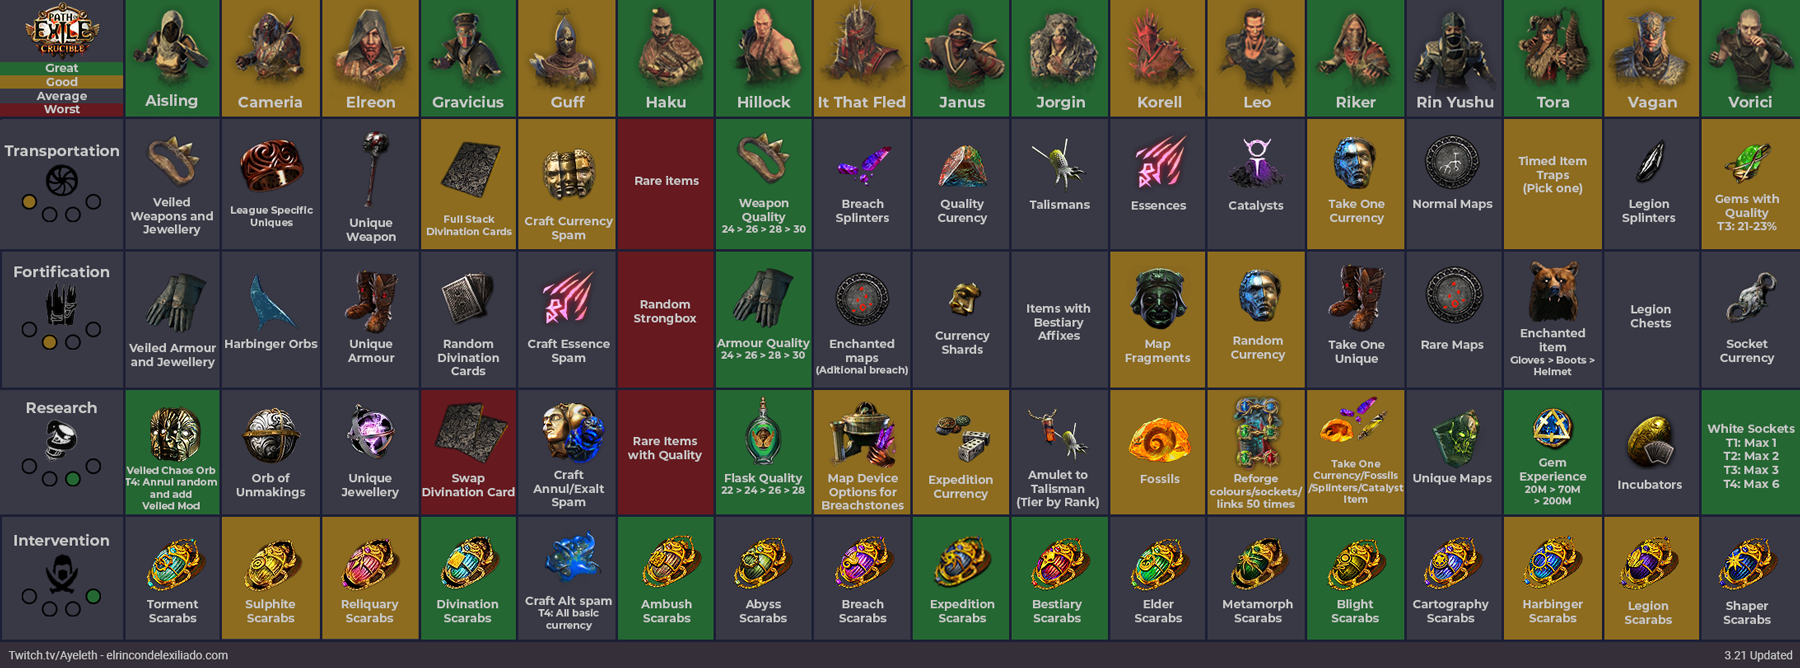 PATH OF
EXILE
CRUCIBLE
Great
Good
Average
Worst
Aisling
Cameria
Elreon
Gravicius
Guff
Haku
Hillock
It That Fled
Janus
Jorgin
Korell
Leo
Riker
Rin Yushu
Tora
Vagan
Vorici
Transportation
Veiled
Weapons and
Jewellery
League Specific
Uniques
Unique
Weapon
Full Stack
Divination Cards
Craft Currency
Spam
Rare items
Weapon
Quality
24 > 26 > 28 > 30
Breach
Splinters
Quality
Curency
Talismans
Essences
Catalysts
Take One
Currency
Normal Maps
Timed Item
Traps
(Pick one)
Legion
Splinters
Gems with
Quality
T3: 21-23%
Fortification
Veiled Armour
and Jewellery
Harbinger Orbs
Unique
Armour
Random
Divination
Cards
Craft Essence
Spam
Random
Strongbox
Armour Quality
24 > 26 > 28 > 30
Enchanted
maps
(Aditional breach)
Currency
Shards
Items with
Bestiary
Affixes
Map
Fragments
Random
Currency
Take One
Unique
Rare Maps
Enchanted
item
Gloves > Boots >
Helmet
Legion
Chests
Socket
Currency
Research
Veiled Chaos Orb
T4: Annul random
and add
Veiled Mod
Orb of
Unmakings
Unique
Jewellery
Swap
Divination Card
Craft
Annul/Exalt
Spam
Rare Items
with Quality
Flask Quality
22 > 24 > 26 > 28
Map Device
Options for
Breachstones
Expedition
Currency
Amulet to
Talisman
(Tier by Rank)
Fossils
Reforge
colours/sockets/
links 50 times
Take One
Currency/Fossils
/Splinters/Catalyst
Item
Unique Maps
Gem
Experience
20M > 70M
> 200M
Incubators
White Sockets
T1: Max 1
T2: Max 2
T3: Max 3
T4: Max 6
Intervention
Torment
Scarabs
Sulphite
Scarabs
Reliquary
Scarabs
Divination
Scarabs
Craft Alt spam
T4: All basic
currency
Ambush
Scarabs
Abyss
Scarabs
Breach
Scarabs
Expedition
Scarabs
Bestiary
Scarabs
Elder
Scarabs
Metamorph
Scarabs
Blight
Scarabs
Cartography
Scarabs
Harbinger
Scarabs
Legion
Scarabs
Shaper
Scarabs
Twitch.tv/Ayeleth - elrincondelexiliado.com
3.21 Updated